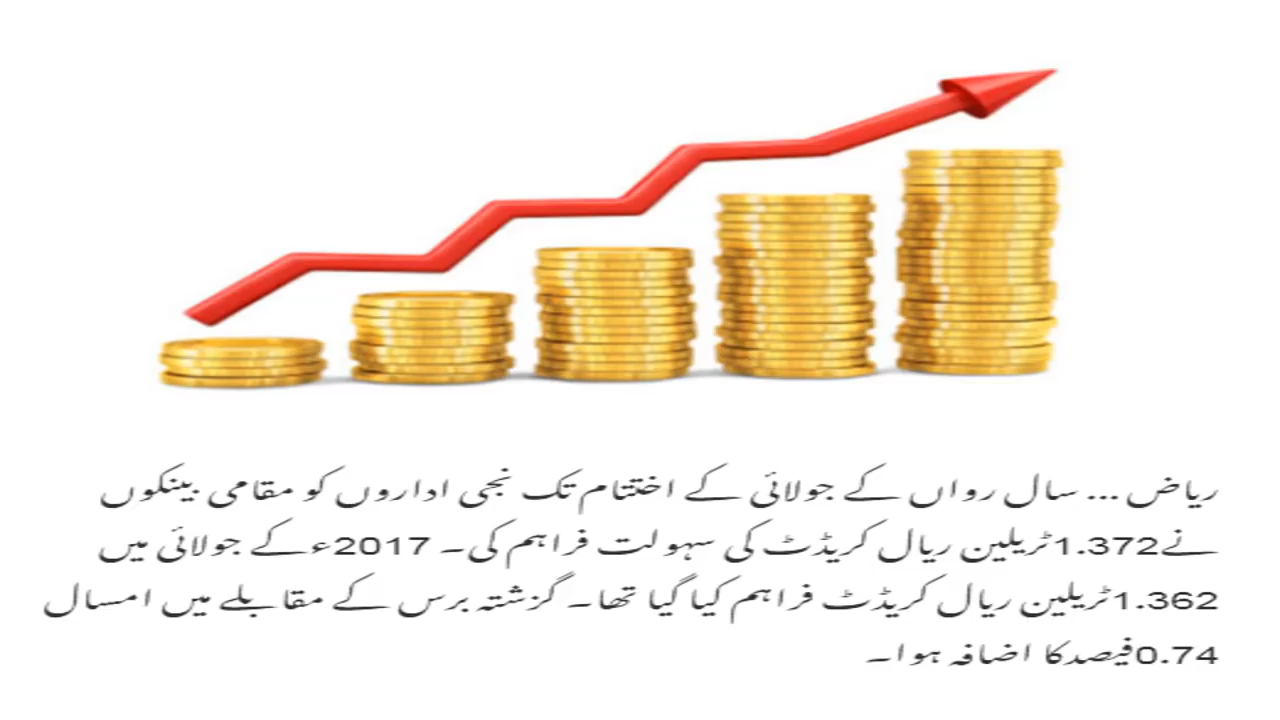 ریاض ... سال رواں کے جولائی کے اختتام تک نجی اداروں کو مقامی بینکوں
نے1.372ٹریلین ریال کریڈٹ کی سہولت فراہم کی۔ 2017ءکے جولائی میں
1.362ٹریلین ریال کریڈٹ فراہم کیا گیا تھا۔ گزشتہ برس کے مقابلے میں امسال
0.74فیصدکا اضافہ ہوا۔